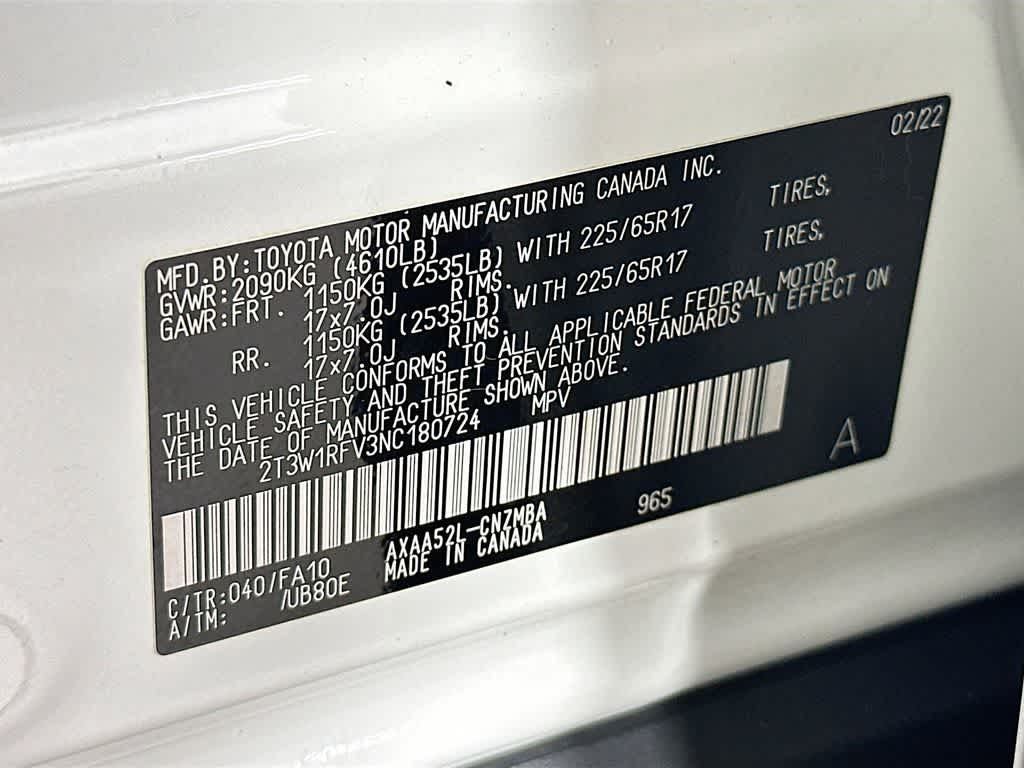 02/22
MFD.BY:TOYOTA MOTOR MANUFACTURING CANADA INC.
GVWR:2090KG (4610LB)
GAWR:FRT. 1150KG (2535LB) WITH 225/65R17 TIRES,
17x7.0J RIMS.
RR. 1150KG (2535LB) WITH 225/65R17 TIRES,
17x7.0J RIMS.
THIS VEHICLE CONFORMS TO ALL APPLICABLE FEDERAL MOTOR
VEHICLE SAFETY AND THEFT PREVENTION STANDARDS IN EFFECT ON
THE DATE OF MANUFACTURE SHOWN ABOVE.
2T3W1RFV3NC180724 MPV
A
C/TR:040/FA10 AXAA52L-CNZMBA 965
A/TM: /UB80E MADE IN CANADA